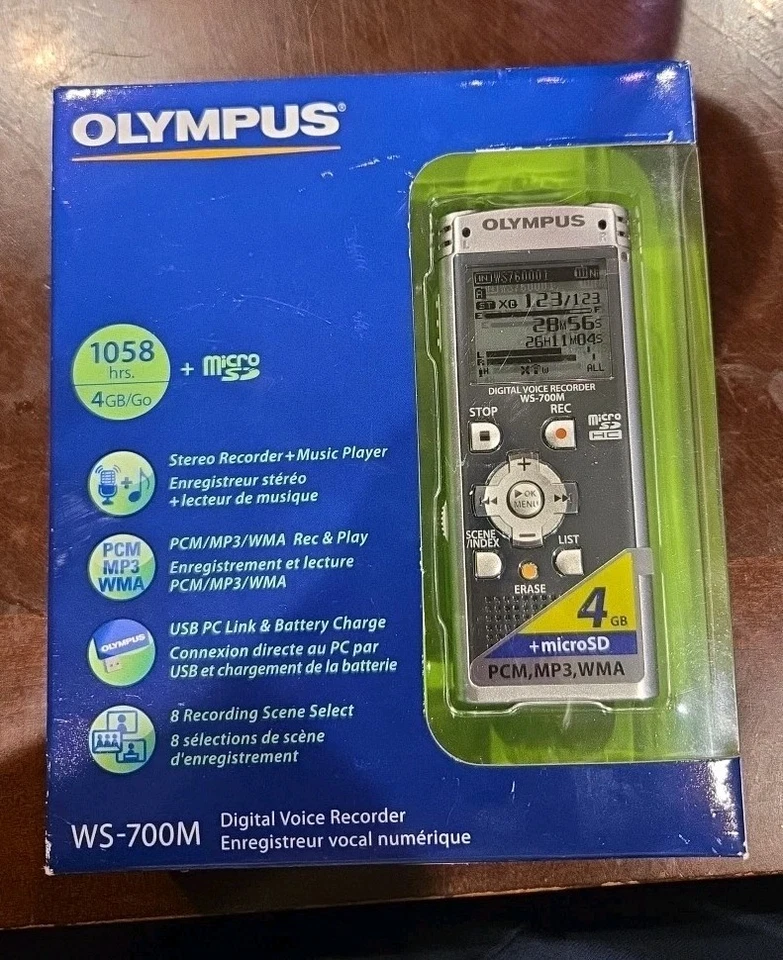 OLYMPUS®
1058
hrs.
4GB/Go
+ micro
SD
Stereo Recorder+Music Player
Enregistreur stéréo
+lecteur de musique
PCM
MP3
WMA
PCM/MP3/WMA Rec & Play
Enregistrement et lecture
PCM/MP3/WMA
OLYMPUS
USB PC Link & Battery Charge
Connexion directe au PC par
USB et chargement de la batterie
8 Recording Scene Select
8 sélections de scène
d'enregistrement
WS-700M
Digital Voice Recorder
Enregistreur vocal numérique
OLYMPUS
L R
ST XQ 123/123
E F
28M56S
26H11M04S
L
R
ALL
DIGITAL VOICE RECORDER
WS-700M
STOP REC
micro
SD
HC
+
OK
MENU
–
SCENE
/INDEX
LIST
ERASE
4GB
+microSD
PCM,MP3,WMA